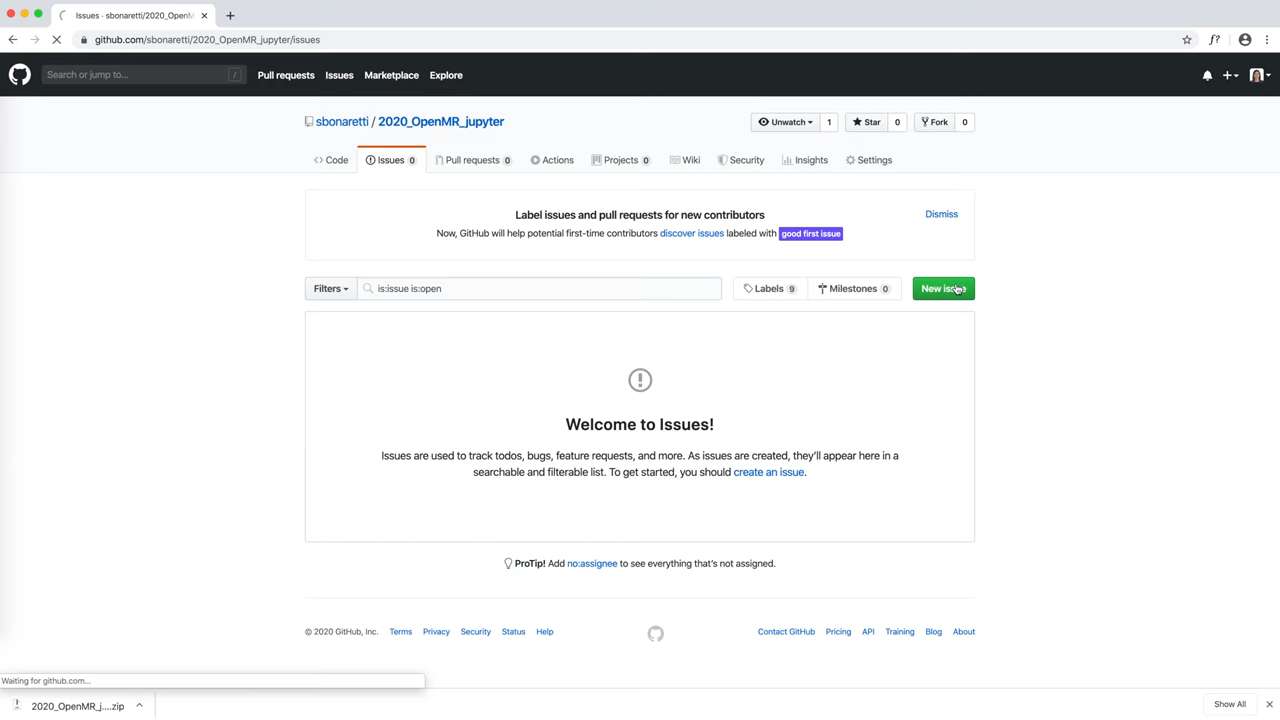 Issues · sbonaretti/2020_OpenM
github.com/sbonaretti/2020_OpenMR_jupyter/issues
f?
Search or jump to...
/
Pull requests
Issues
Marketplace
Explore
sbonaretti / 2020_OpenMR_jupyter
Unwatch 1
Star 0
Fork 0
Code
Issues 0
Pull requests 0
Actions
Projects 0
Wiki
Security
Insights
Settings
Label issues and pull requests for new contributors
Dismiss
Now, GitHub will help potential first-time contributors discover issues labeled with good first issue
Filters
is:issue is:open
Labels 9
Milestones 0
New issue
Welcome to Issues!
Issues are used to track todos, bugs, feature requests, and more. As issues are created, they'll appear here in a
searchable and filterable list. To get started, you should create an issue.
ProTip! Add no:assignee to see everything that's not assigned.
© 2020 GitHub, Inc.
Terms
Privacy
Security
Status
Help
Contact GitHub
Pricing
API
Training
Blog
About
Waiting for github.com...
2020_OpenMR_j....zip
Show All